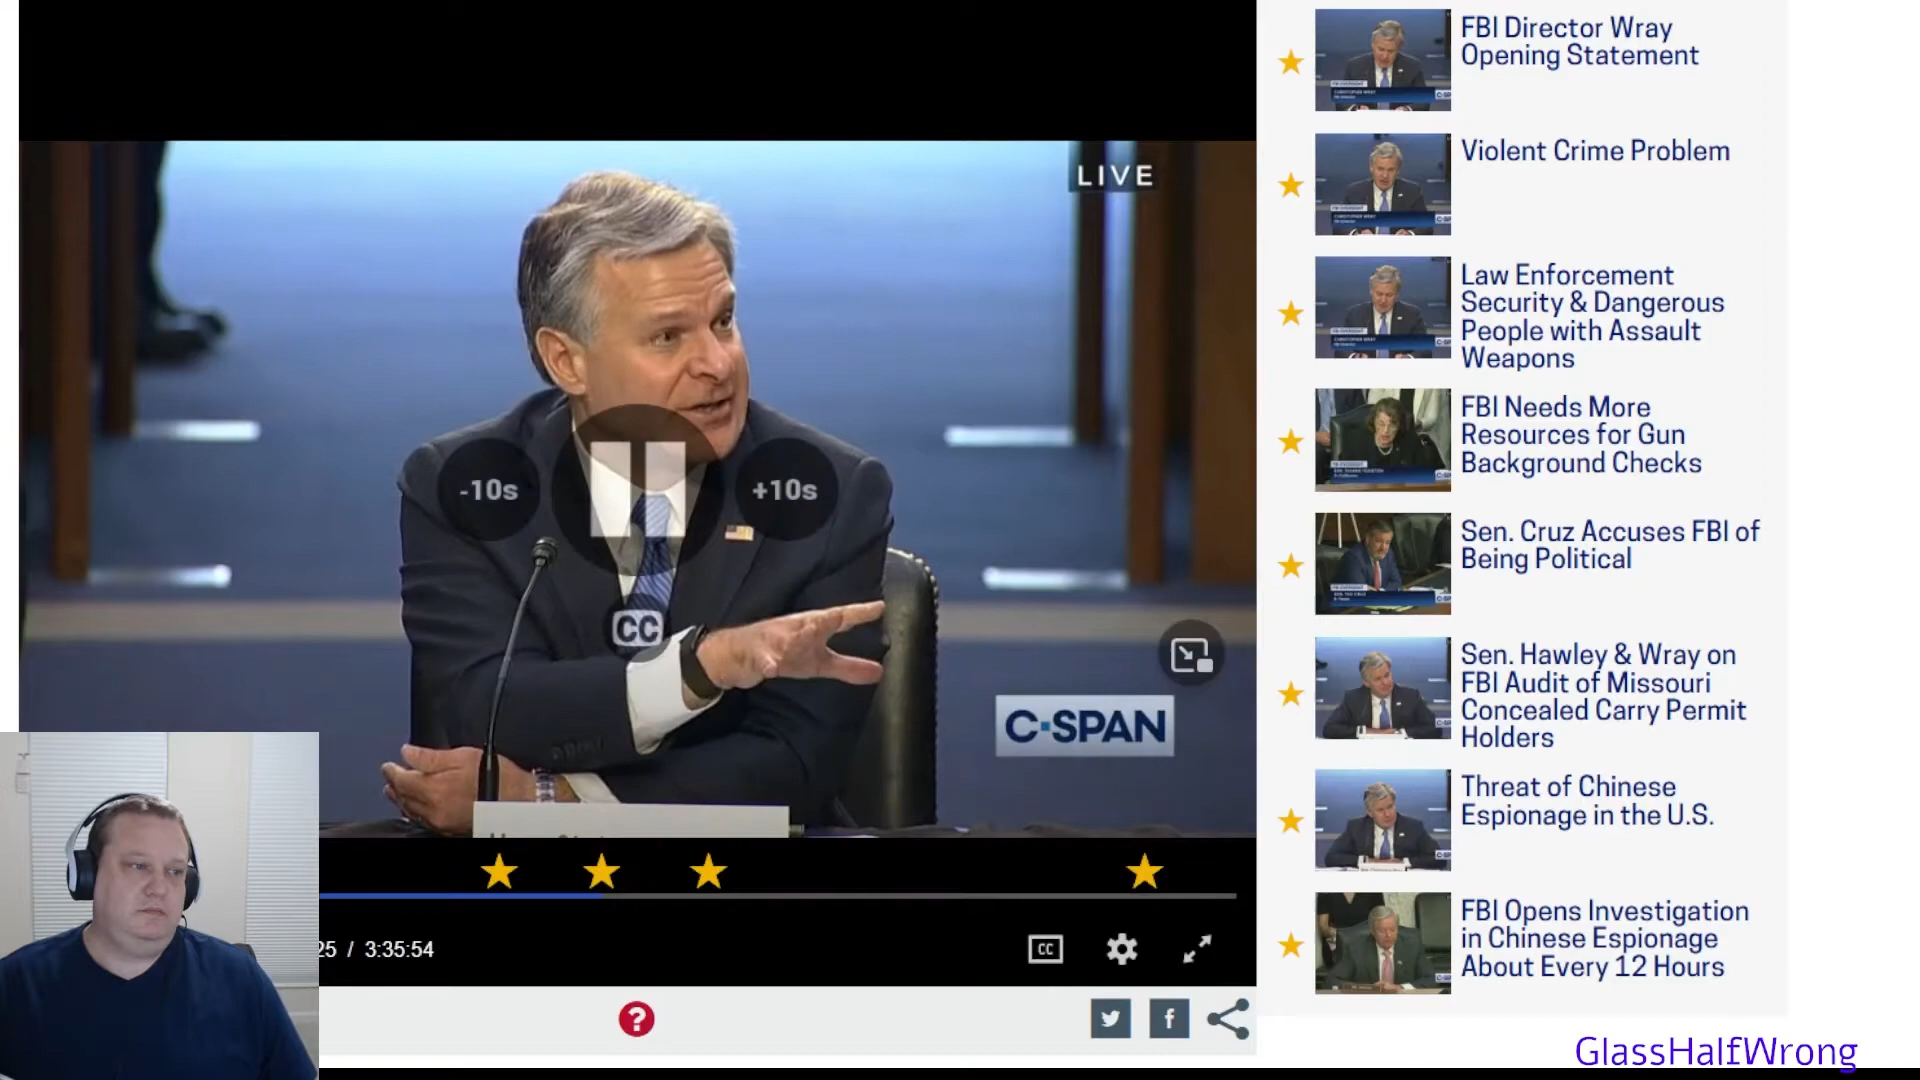 LIVE
-10s
+10s
CC
C·SPAN
25 / 3:35:54
CC
?
FBI Director Wray
Opening Statement
Violent Crime Problem
Law Enforcement
Security & Dangerous
People with Assault
Weapons
FBI Needs More
Resources for Gun
Background Checks
Sen. Cruz Accuses FBI of
Being Political
Sen. Hawley & Wray on
FBI Audit of Missouri
Concealed Carry Permit
Holders
Threat of Chinese
Espionage in the U.S.
FBI Opens Investigation
in Chinese Espionage
About Every 12 Hours
GlassHalfWrong